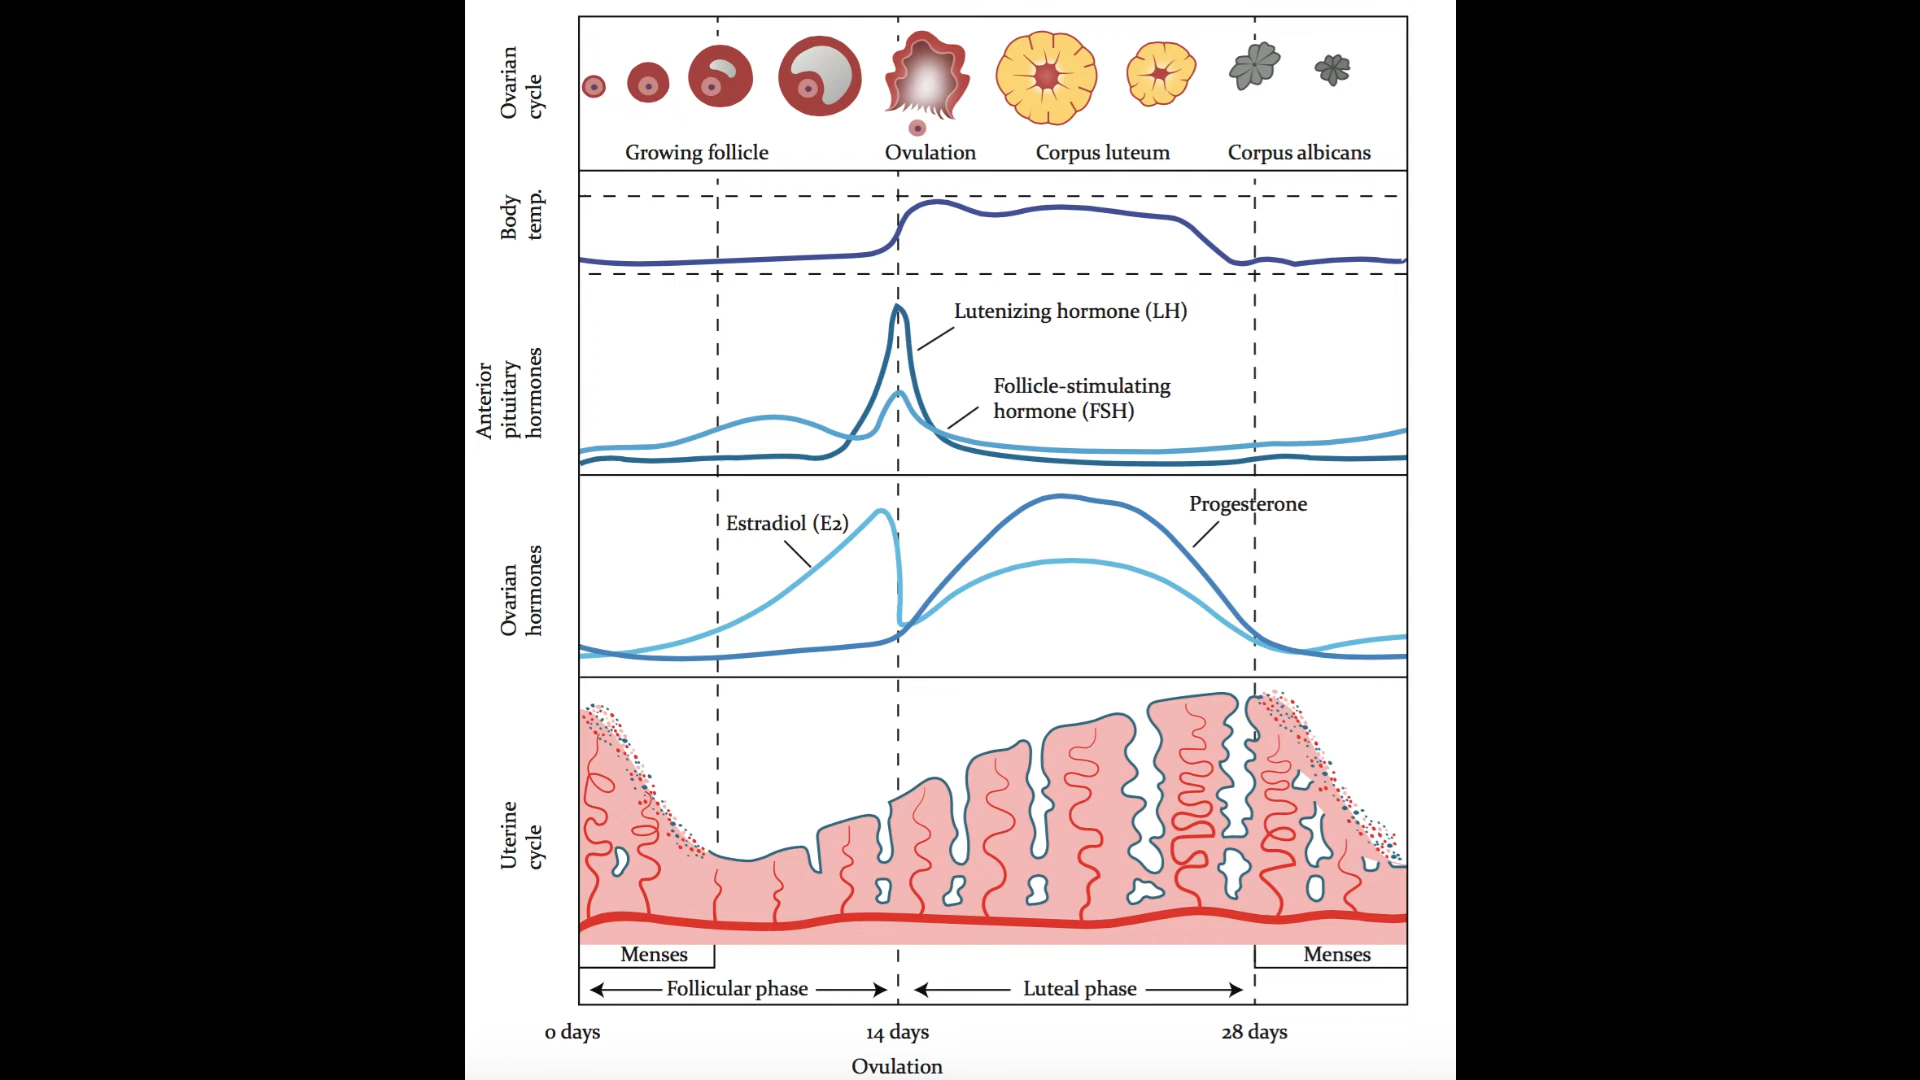 Ovarian
cycle
Growing follicle
Ovulation
Corpus luteum
Corpus albicans
Body
temp.
Anterior
pituitary
hormones
Lutenizing hormone (LH)
Follicle-stimulating
hormone (FSH)
Ovarian
hormones
Estradiol (E2)
Progesterone
Uterine
cycle
Menses
Menses
Follicular phase
Luteal phase
0 days
14 days
28 days
Ovulation